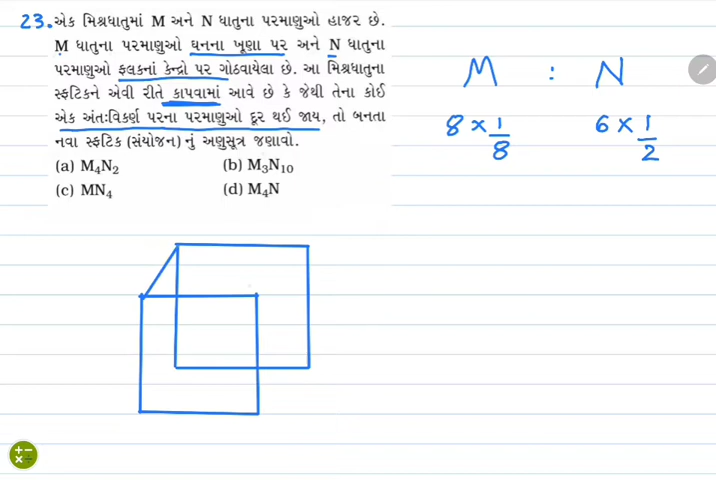 23. એક મિશ્રધાતુમાં M અને N ધાતુના પરમાણુઓ હાજર છે.
M ધાતુના પરમાણુઓ ઘનના ખૂણા પર અને N ધાતુના
પરમાણુઓ ફલકનાં કેન્દ્રો પર ગોઠવાયેલા છે. આ મિશ્રધાતુના
સ્ફટિકને એવી રીતે કાપવામાં આવે છે કે જેથી તેના કોઈ
એક અંતઃવિકર્ણ પરના પરમાણુઓ દૂર થઈ જાય, તો બનતા
નવા સ્ફટિક (સંયોજન) નું અણુસૂત્ર જણાવો.
(a) M₄N₂ (b) M₃N₁₀
(c) MN₄ (d) M₄N
M : N
8 × 1/8 6 × 1/2